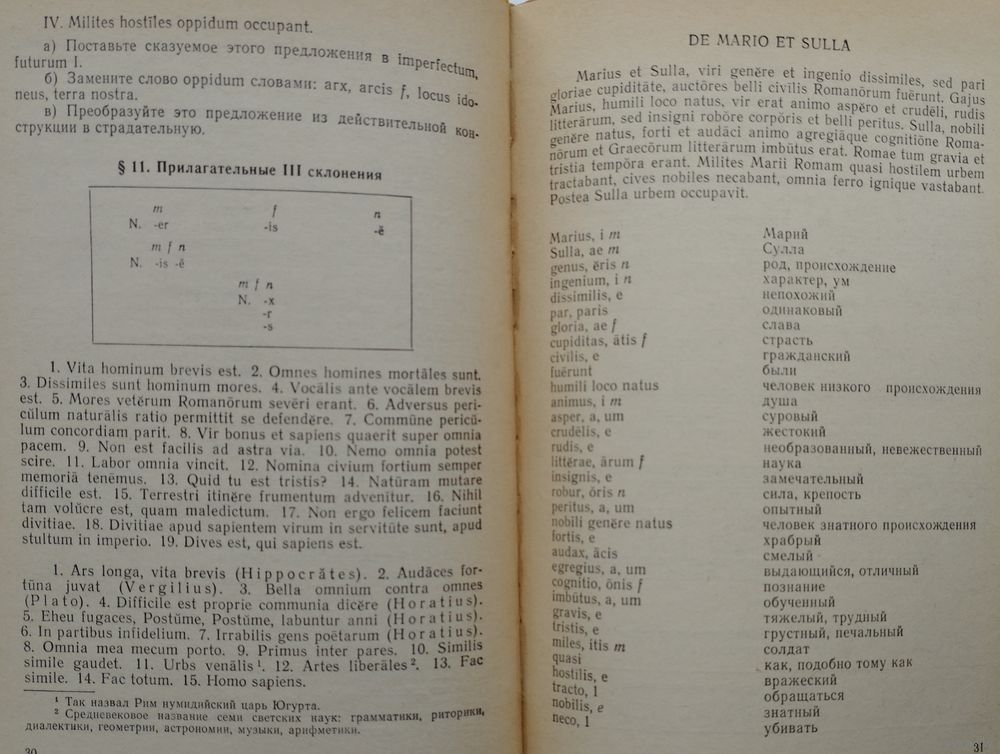 IV. Milites hostīles oppidum occupant.
а) Поставьте сказуемое этого предложения в imperfectum,
futurum I.
б) Замените слово oppidum словами: arx, arcis f, locus ido-
neus, terra nostra.
в) Преобразуйте это предложение из действительной кон-
струкции в страдательную.
§ 11. Прилагательные III склонения
m f n
N. -er -is -ĕ
m f n
N. -is -ĕ
m f n
N. -x
-r
-s
1. Vita hominum brevis est. 2. Omnes homines mortāles sunt.
3. Dissimiles sunt hominum mores. 4. Vocālis ante vocālem brevis
est. 5. Mores vetĕrum Romanōrum sevēri erant. 6. Adversus peri-
cŭlum naturālis ratio permittit se defendĕre. 7. Commūne pericŭ-
lum concordiam parit. 8. Vir bonus et sapiens quaerit super omnia
pacem. 9. Non est facilis ad astra via. 10. Nemo omnia potest
scire. 11. Labor omnia vincit. 12. Nomina civium fortium semper
memoriā tenēmus. 13. Quid tu es tristis? 14. Natūram mutare
difficile est. 15. Terrestri itinĕre frumentum advenitur. 16. Nihil
tam volŭcre est, quam maledictum. 17. Non ergo felicem faciunt
divitiae. 18. Divitiae apud sapientem virum in servitūte sunt, apud
stultum in imperio. 19. Dives est, qui sapiens est.
1. Ars longa, vita brevis (Hippocrătes). 2. Audāces for-
tūna juvat (Vergilius). 3. Bella omnium contra omnes
(Plato). 4. Difficile est proprie communia dicĕre (Horatius).
5. Eheu fugaces, Postŭme, Postŭme, labuntur anni (Horatius).
6. In partibus infidelium. 7. Irrabilis gens poëtarum (Horatius).
8. Omnia mea mecum porto. 9. Primus inter pares. 10. Similis
simile gaudet. 11. Urbs venālis¹. 12. Artes liberāles². 13. Fac
simile. 14. Fac totum. 15. Homo sapiens.
¹ Так назвал Рим нумидийский царь Югурта.
² Средневековое название семи светских наук: грамматики, риторики,
диалектики, геометрии, астрономии, музыки, арифметики.
30
DE MARIO ET SULLA
Marius et Sulla, viri genĕre et ingenio dissimiles, sed pari
gloriae cupiditāte, auctōres belli civilis Romanōrum fuērunt. Gajus
Marius, humili loco natus, vir erat animo aspĕro et crudēli, rudis
litterārum, sed insigni robōre corpŏris et belli peritus. Sulla, nobili
genĕre natus, forti et audāci animo agregiāque cognitiōne Roma-
nōrum et Graecōrum litterārum imbūtus erat. Romae tum gravia et
tristia tempŏra erant. Milites Marii Romam quasi hostilem urbem
tractabant, cives nobiles necabant, omnia ferro ignique vastabant.
Postea Sulla urbem occupavit.
Marius, i m Марий
Sulla, ae m Сулла
genus, ĕris n род, происхождение
ingenium, i n характер, ум
dissimilis, e непохожий
par, paris одинаковый
gloria, ae f слава
cupiditas, ātis f страсть
civilis, e гражданский
fuērunt были
humili loco natus человек низкого происхождения
animus, i m душа
asper, a, um суровый
crudēlis, e жестокий
rudis, e необразованный, невежественный
littĕrae, ārum f наука
insignis, e замечательный
robur, ŏris n сила, крепость
peritus, a, um опытный
nobili genĕre natus человек знатного происхождения
fortis, e храбрый
audax, ācis смелый
egregius, a, um выдающийся, отличный
cognitio, ōnis f познание
imbūtus, a, um обученный
gravis, e тяжелый, трудный
tristis, e грустный, печальный
miles, itis m солдат
quasi как, подобно тому как
hostilis, e вражеский
tracto, 1 обращаться
nobilis, e знатный
neco, 1 убивать
31